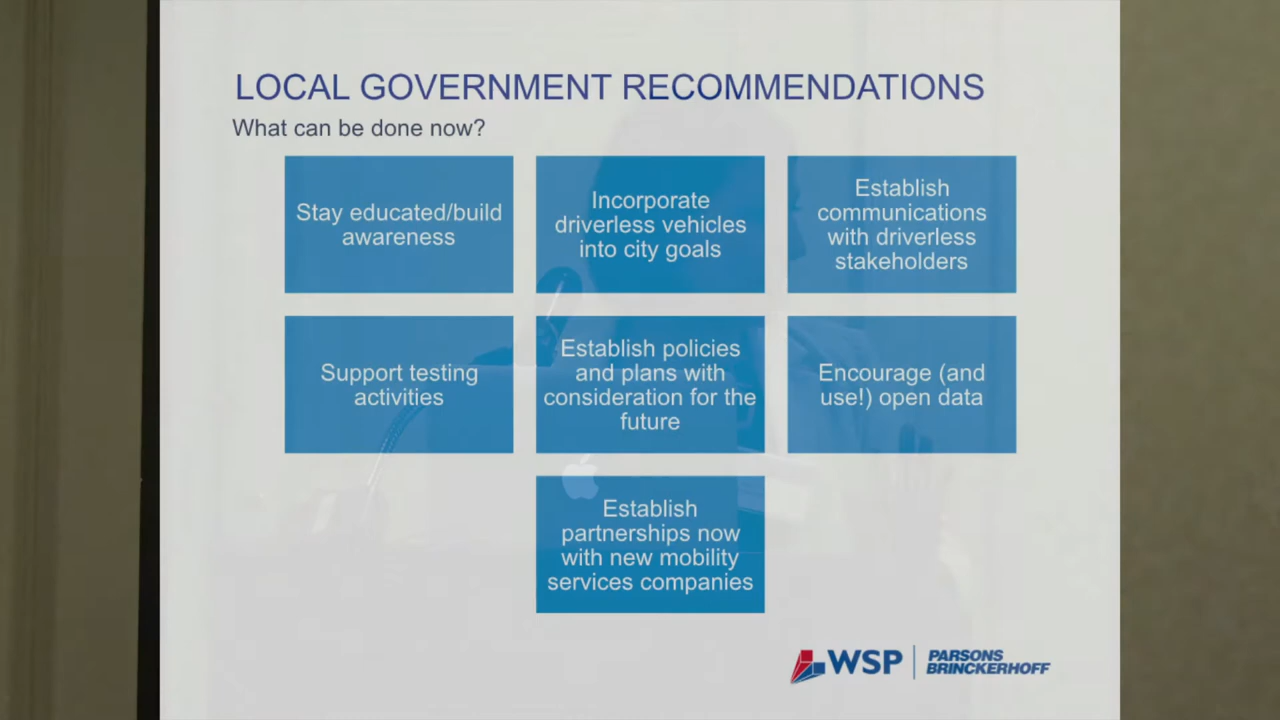 LOCAL GOVERNMENT RECOMMENDATIONS
What can be done now?
Stay educated/build
awareness
Incorporate
driverless vehicles
into city goals
Establish
communications
with driverless
stakeholders
Support testing
activities
Establish policies
and plans with
consideration for the
future
Encourage (and
use!) open data
Establish
partnerships now
with new mobility
services companies
WSP
PARSONS
BRINCKERHOFF